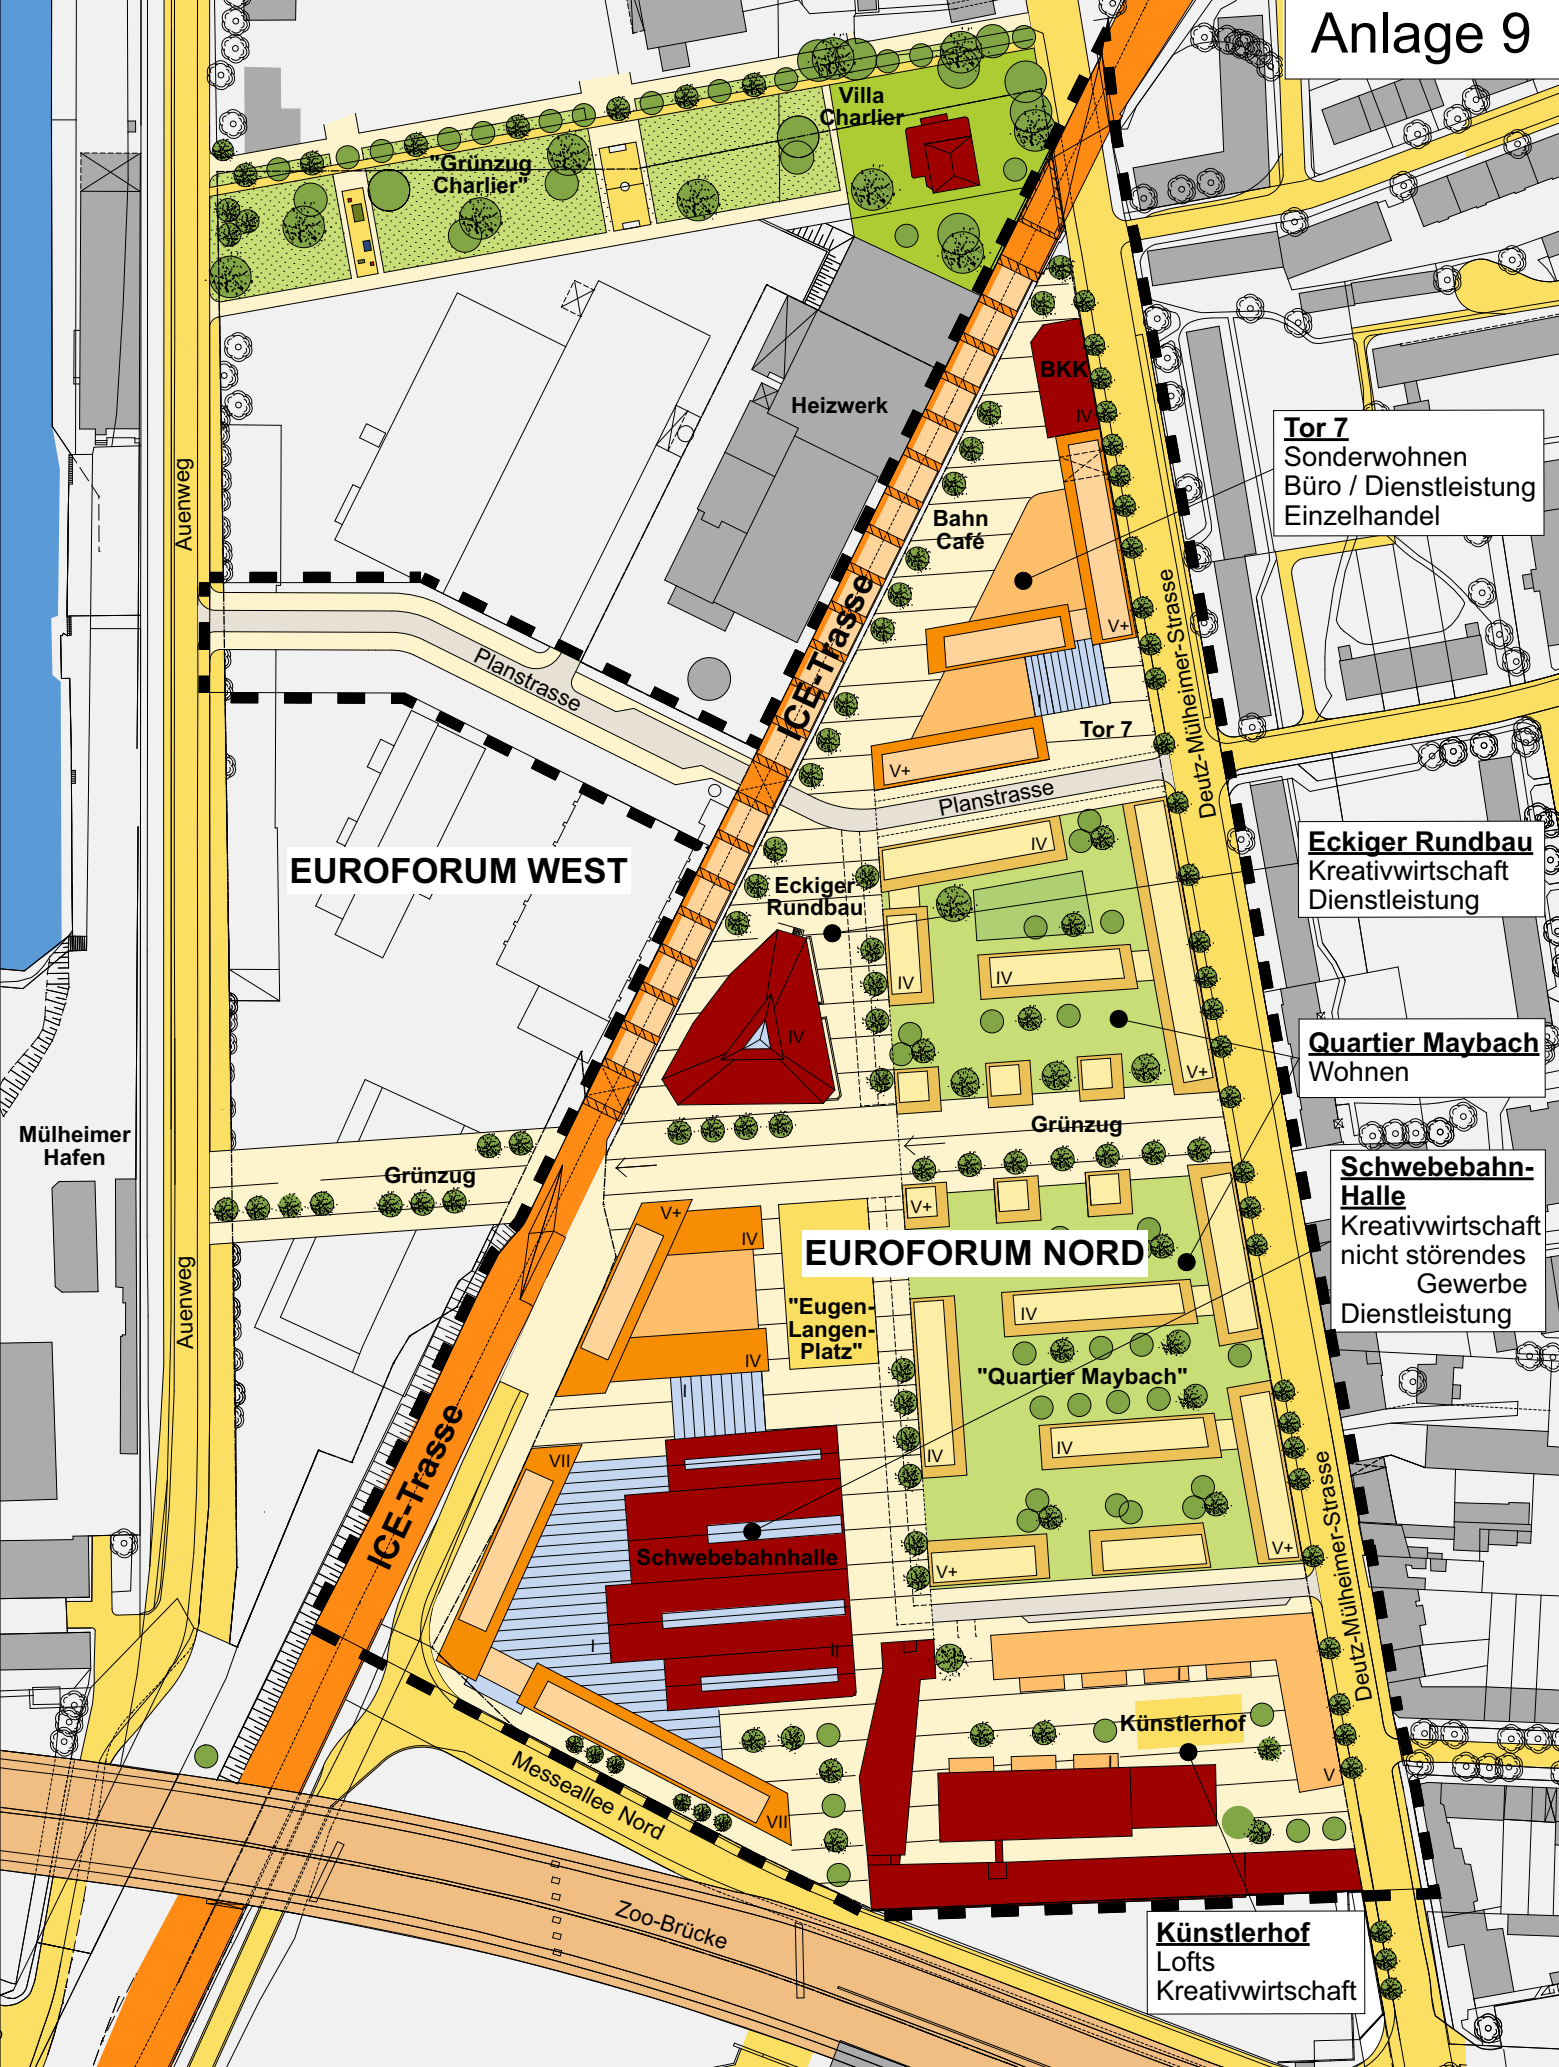 Anlage 9
Villa
Charlier
"Grünzug
Charlier"
BKK
IV
Heizwerk
Tor 7
Sonderwohnen
Büro / Dienstleistung
Einzelhandel
Auenweg
Bahn
Café
ICE-Trasse
Deutz-Mülheimer-Strasse
V+
I
Planstrasse
Tor 7
V+
Planstrasse
IV
EUROFORUM WEST
Eckiger
Rundbau
Eckiger Rundbau
Kreativwirtschaft
Dienstleistung
IV
IV
IV
Quartier Maybach
Wohnen
V+
Mülheimer
Hafen
Grünzug
Grünzug
Schwebebahn-
Halle
Kreativwirtschaft
nicht störendes
Gewerbe
Dienstleistung
V+
IV
V+
EUROFORUM NORD
Auenweg
"Eugen-
Langen-
Platz"
IV
IV
I
"Quartier Maybach"
ICE-Trasse
VII
IV
IV
Deutz-Mülheimer-Strasse
Schwebebahnhalle
V+
V+
I
II
I
Künstlerhof
I
V
Messeallee Nord
VII
Zoo-Brücke
Künstlerhof
Lofts
Kreativwirtschaft